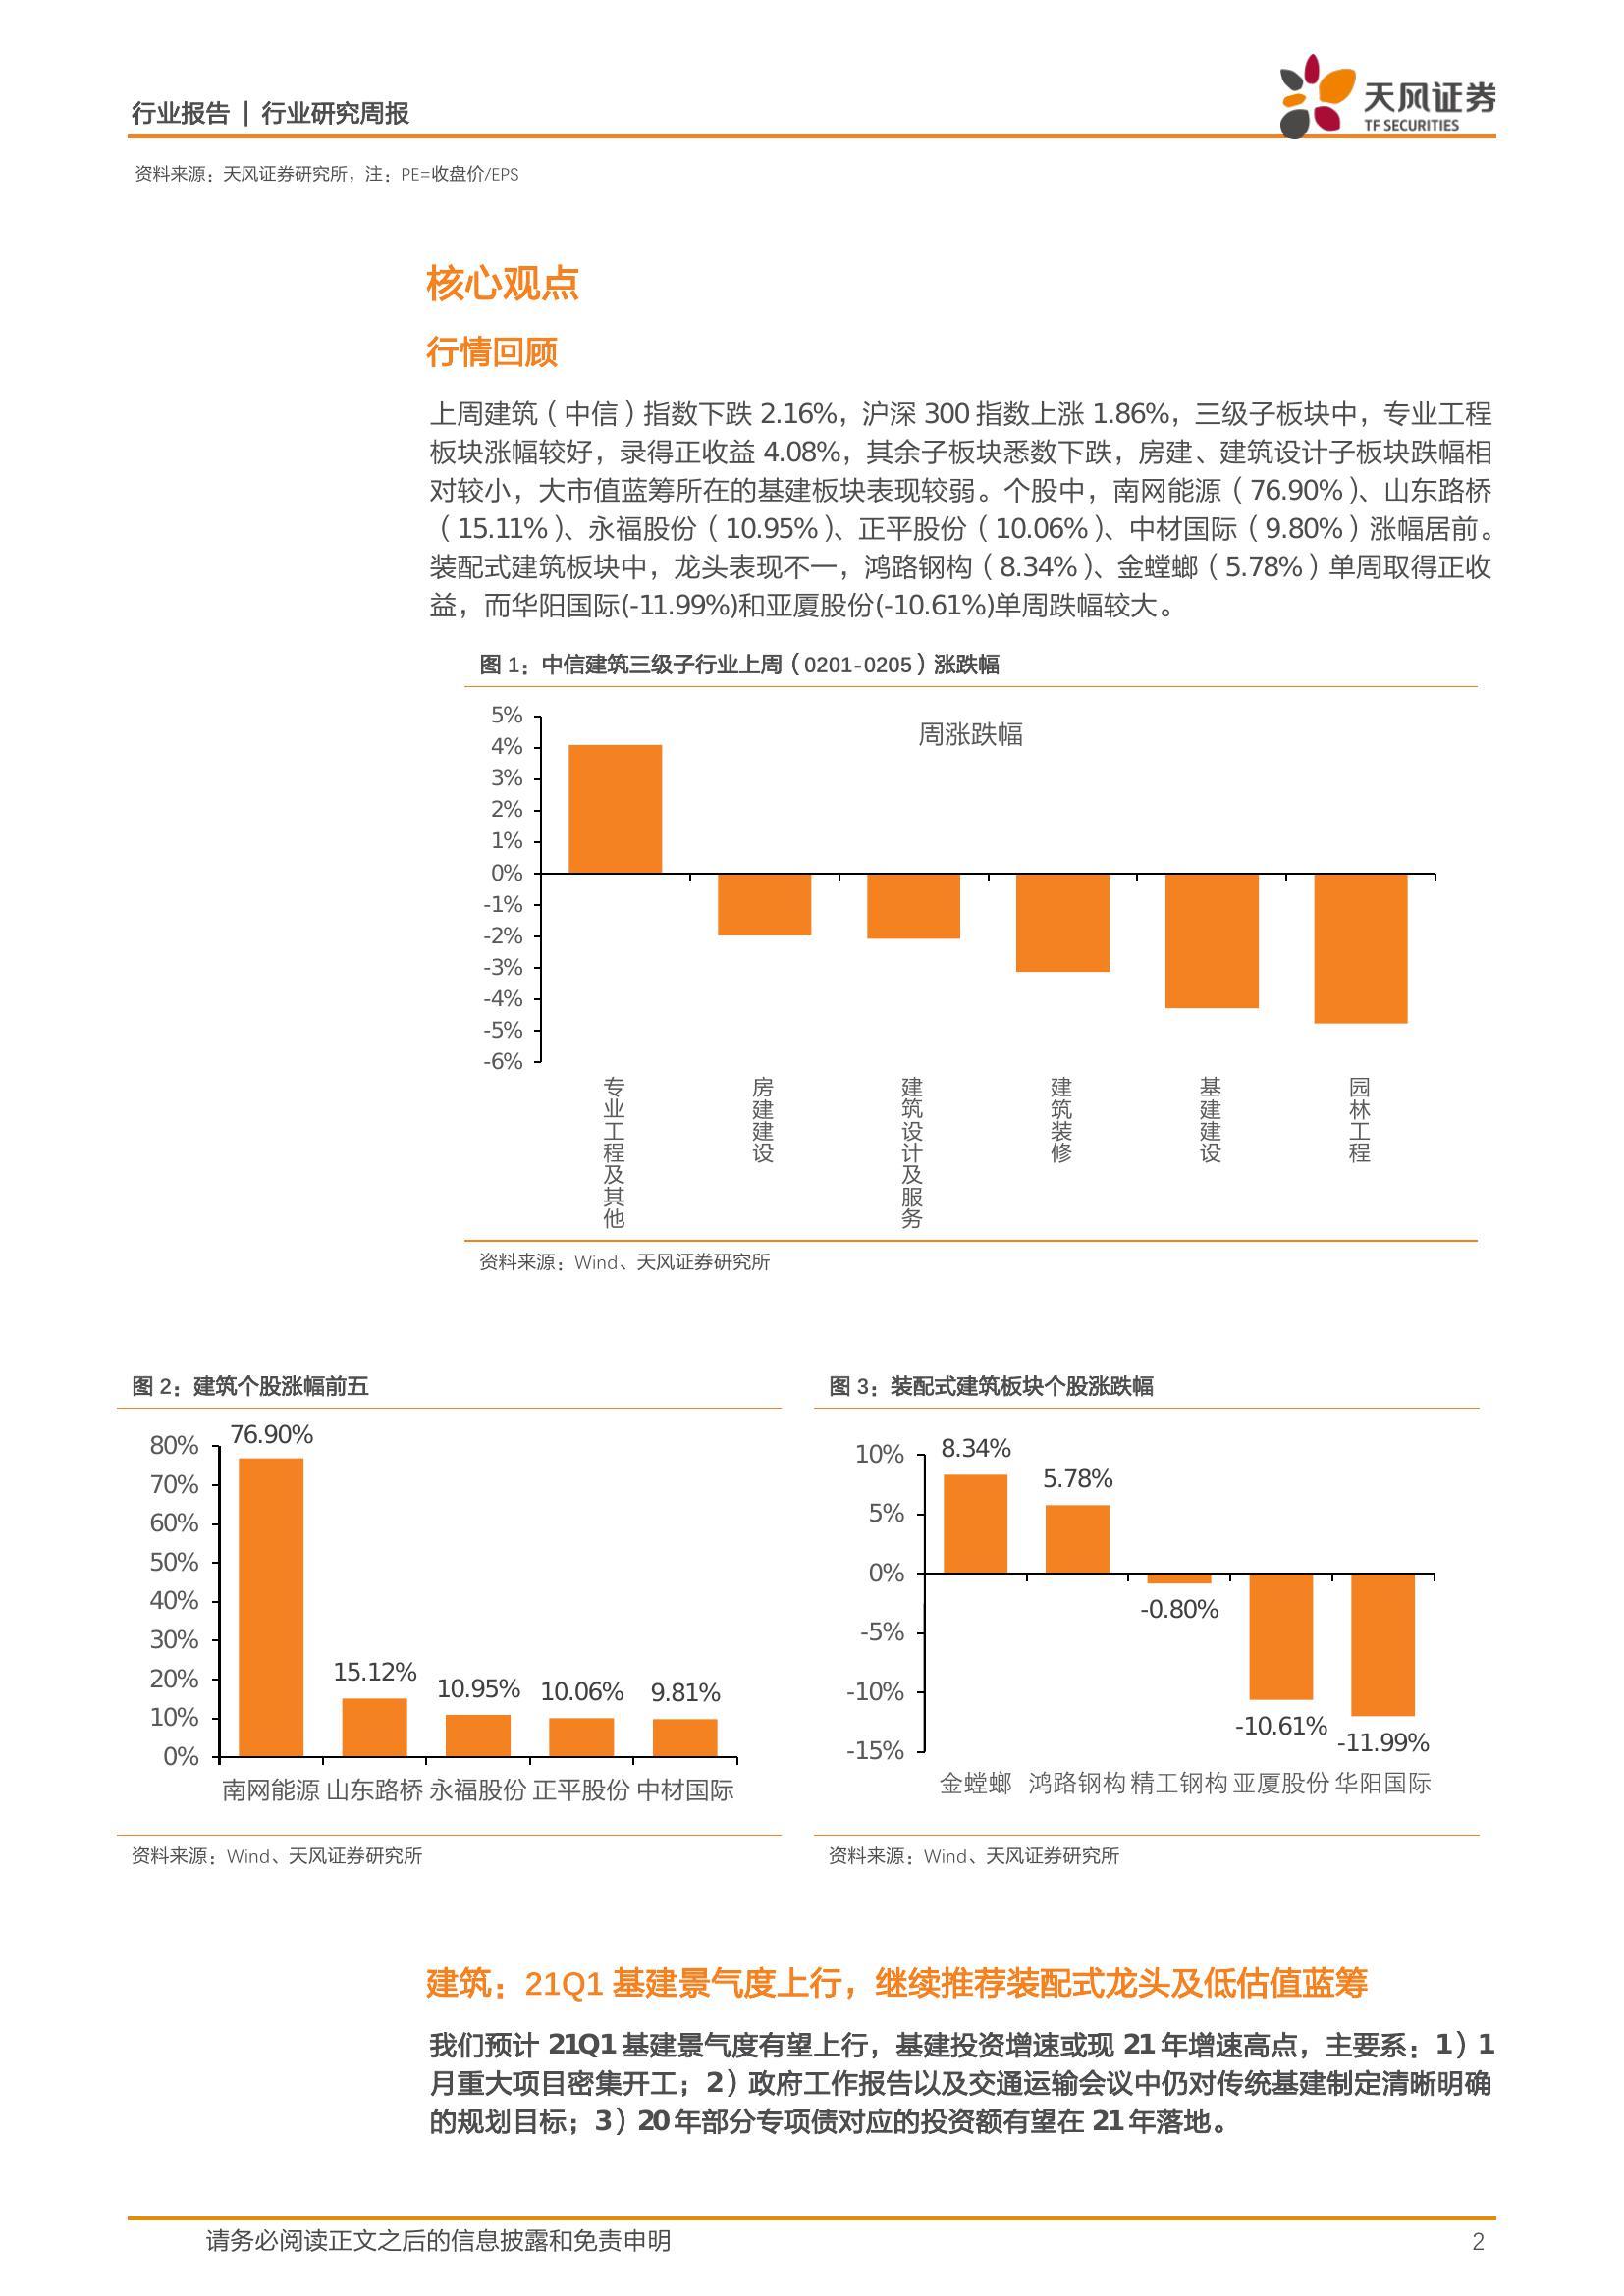 行业报告 | 行业研究周报
天风证券
TF SECURITIES
资料来源：天风证券研究所，注：PE=收盘价/EPS
核心观点
行情回顾
上周建筑（中信）指数下跌 2.16%，沪深 300 指数上涨 1.86%，三级子板块中，专业工程
板块涨幅较好，录得正收益 4.08%，其余子板块悉数下跌，房建、建筑设计子板块跌幅相
对较小，大市值蓝筹所在的基建板块表现较弱。个股中，南网能源（76.90%）、山东路桥
（15.11%）、永福股份（10.95%）、正平股份（10.06%）、中材国际（9.80%）涨幅居前。
装配式建筑板块中，龙头表现不一，鸿路钢构（8.34%）、金螳螂（5.78%）单周取得正收
益，而华阳国际(-11.99%)和亚厦股份(-10.61%)单周跌幅较大。
图 1：中信建筑三级子行业上周（0201-0205）涨跌幅
周涨跌幅
5%
4%
3%
2%
1%
0%
-1%
-2%
-3%
-4%
-5%
-6%
专业工程及其他
房建建设
建筑设计及服务
建筑装修
基建建设
园林工程
资料来源：Wind、天风证券研究所
图 2：建筑个股涨幅前五
80%
70%
60%
50%
40%
30%
20%
10%
0%
76.90%
15.12%
10.95%
10.06%
9.81%
南网能源 山东路桥 永福股份 正平股份 中材国际
资料来源：Wind、天风证券研究所
图 3：装配式建筑板块个股涨跌幅
10%
5%
0%
-5%
-10%
-15%
8.34%
5.78%
-0.80%
-10.61%
-11.99%
金螳螂 鸿路钢构 精工钢构 亚厦股份 华阳国际
资料来源：Wind、天风证券研究所
建筑：21Q1 基建景气度上行，继续推荐装配式龙头及低估值蓝筹
我们预计 21Q1 基建景气度有望上行，基建投资增速或现 21 年增速高点，主要系：1）1
月重大项目密集开工；2）政府工作报告以及交通运输会议中仍对传统基建制定清晰明确
的规划目标；3）20 年部分专项债对应的投资额有望在 21 年落地。
请务必阅读正文之后的信息披露和免责申明
2